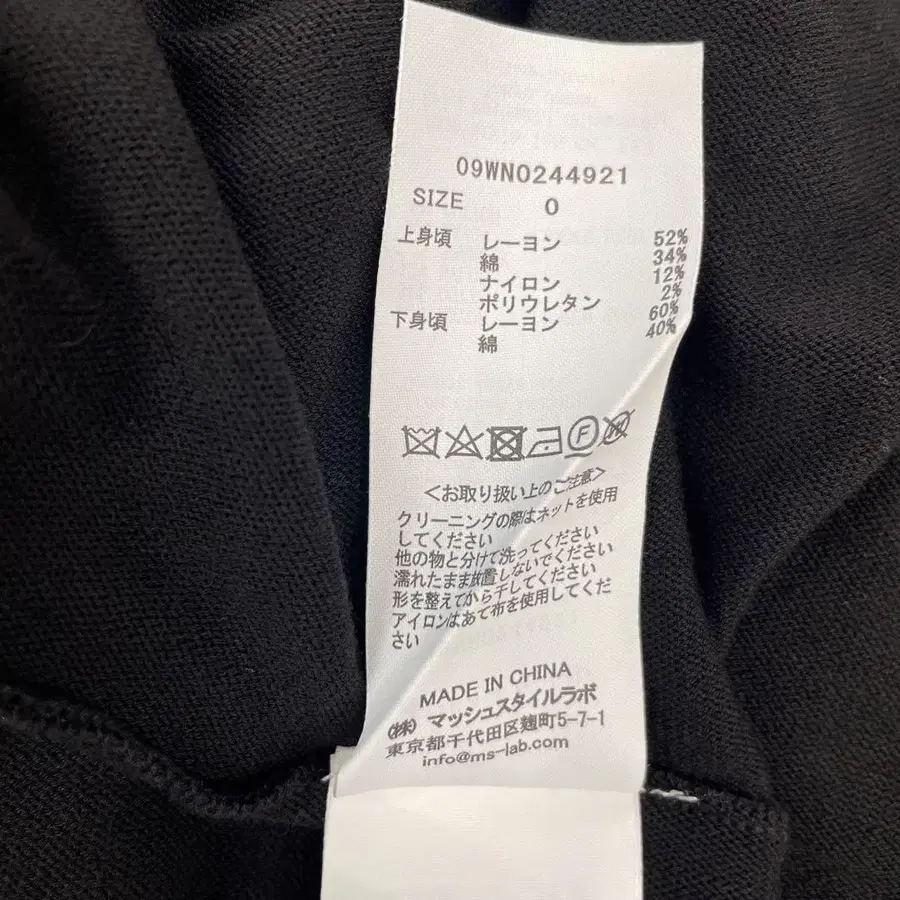 09WNO244921
SIZE 0
上身頃 レーヨン 52%
綿 34%
ナイロン 12%
ポリウレタン 2%
下身頃 レーヨン 60%
綿 40%
F W
<お取り扱い上のご注意>
クリーニングの際はネットを使用
してください
他の物と分けて洗ってください
濡れたまま放置しないでください
形を整えてから干してください
アイロンはあて布を使用してくだ
さい
MADE IN CHINA
(株) マッシュスタイルラボ
東京都千代田区麹町5-7-1
info@ms-lab.com